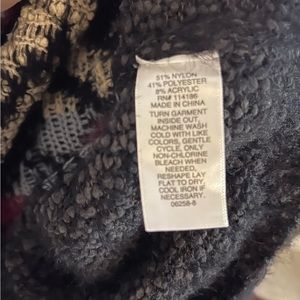 51% NYLON
41% POLYESTER
8% ACRYLIC
RN# 114186
MADE IN CHINA
TURN GARMENT
INSIDE OUT,
MACHINE WASH
COLD WITH LIKE
COLORS, GENTLE
CYCLE, ONLY
NON-CHLORINE
BLEACH WHEN
NEEDED,
RESHAPE LAY
FLAT TO DRY,
COOL IRON IF
NECESSARY.
06258-8